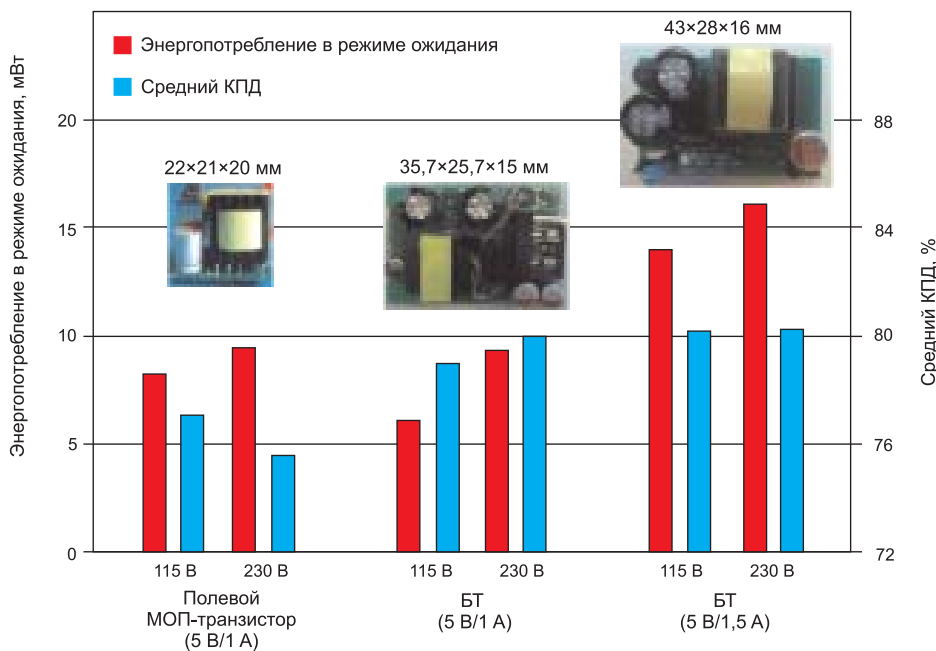 43×28×16 мм
Энергопотребление в режиме ожидания
Средний КПД
22×21×20 мм
35,7×25,7×15 мм
Энергопотребление в режиме ожидания, мВт
20
15
10
5
0
88
84
80
76
72
Средний КПД, %
115 В 230 В
115 В 230 В
115 В 230 В
Полевой
МОП-транзистор
(5 В/1 А)
БТ
(5 В/1 А)
БТ
(5 В/1,5 А)